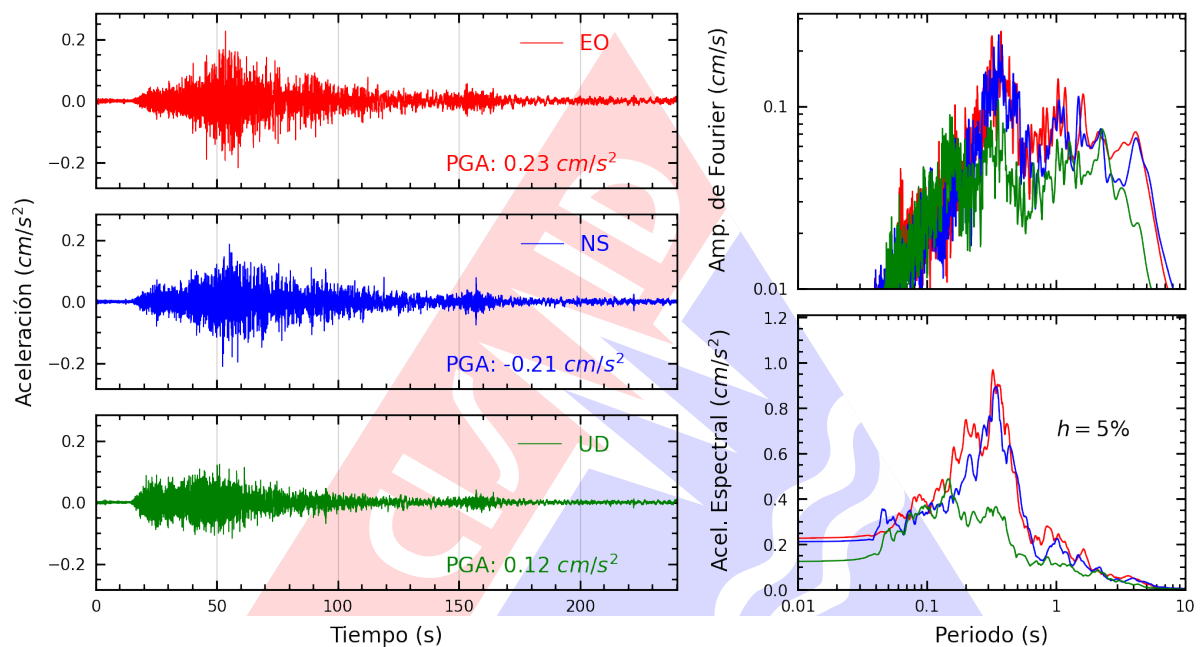 Aceleración (cm/s²)
0.2
0.0
−0.2
EO
PGA: 0.23 cm/s²
0.2
0.0
−0.2
NS
PGA: -0.21 cm/s²
0.2
0.0
−0.2
UD
PGA: 0.12 cm/s²
0 50 100 150 200
Tiempo (s)
Amp. de Fourier (cm/s)
0.1
0.01
Acel. Espectral (cm/s²)
1.2
1.0
0.8
0.6
0.4
0.2
0.0
h = 5%
0.01 0.1 1 10
Periodo (s)
CISMID